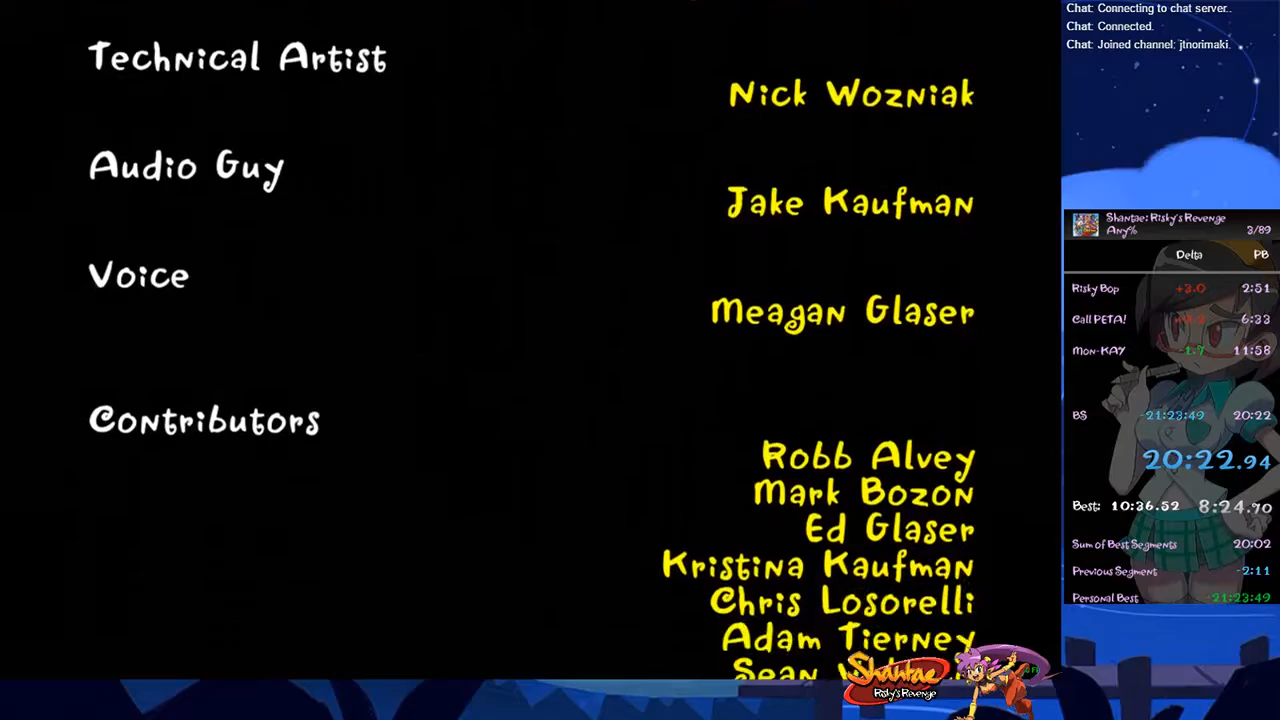 Technical Artist
Nick Wozniak
Audio Guy
Jake Kaufman
Voice
Meagan Glaser
Contributors
Robb Alvey
Mark Bozon
Ed Glaser
Kristina Kaufman
Chris Losorelli
Adam Tierney
Sean
Shantae
Risky's Revenge
Chat: Connecting to chat server..
Chat: Connected.
Chat: Joined channel: jtnorimaki.
Shantae: Risky's Revenge
Any% 3/89
Delta PB
Risky Bop +3.0 2:51
Call PETA! 6:33
Mon-KAY 1.7 11:58
BS -21:23:49 20:22
20:22.94
Best: 10:36.52 8:24.90
Sum of Best Segments 20:02
Previous Segment -2:11
Personal Best -21:23:49